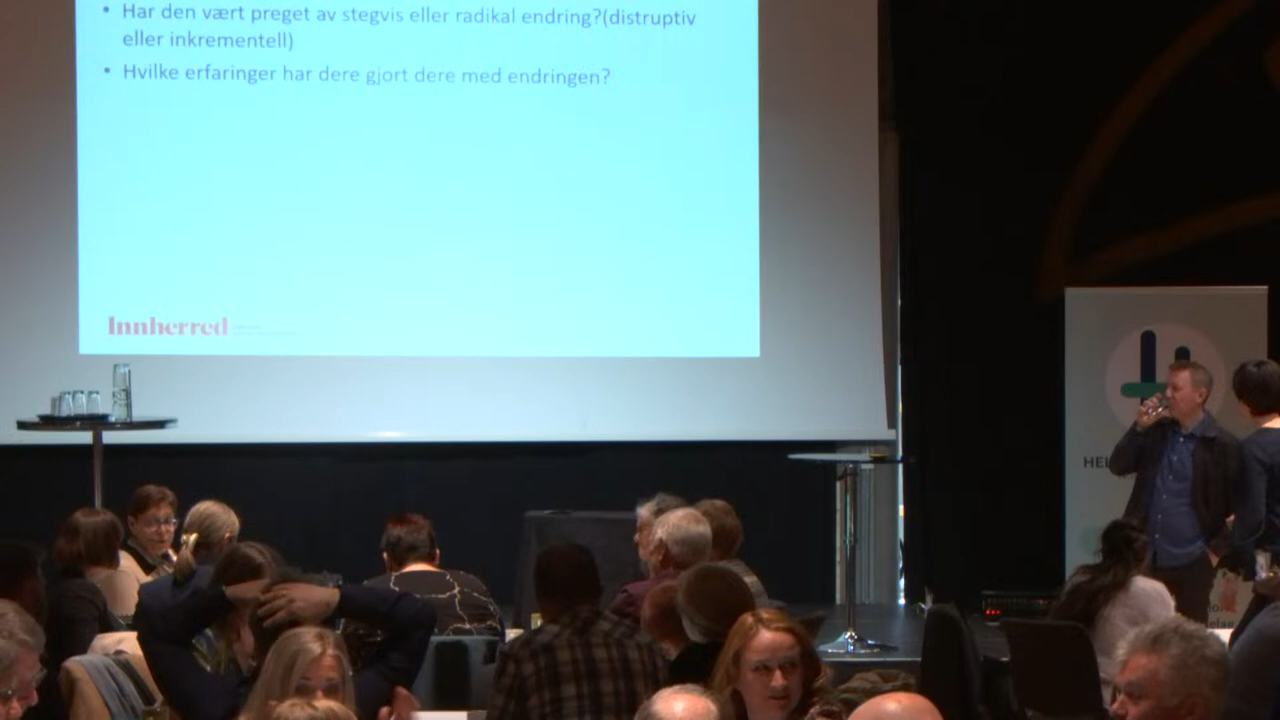 • Har den vært preget av stegvis eller radikal endring?(distruptiv
eller inkrementell)
• Hvilke erfaringer har dere gjort dere med endringen?
Innherred
HEL